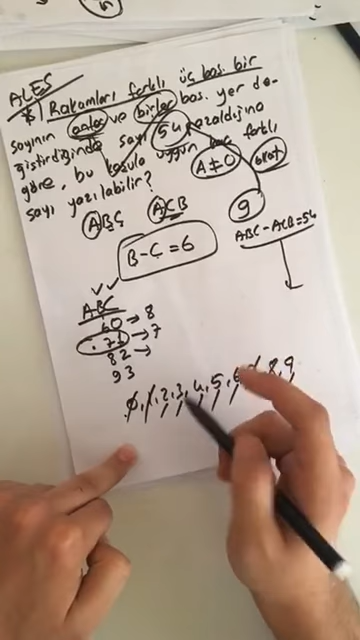 ALES
* Rakamları farklı üç bas. bir
sayının onlar ve birler bas. yer de-
ğiştirdiğinde sayı 54 azaldığına
göre, bu koşula uygun kaç farklı
sayı yazılabilir?
A≠0
9
ABC ACB
ABC - ACB = 54
B - C = 6
ABC
60 → 8
71 → 7
82 →
93
0, 1, 2, 3, 4, 5, 6, 8, 9